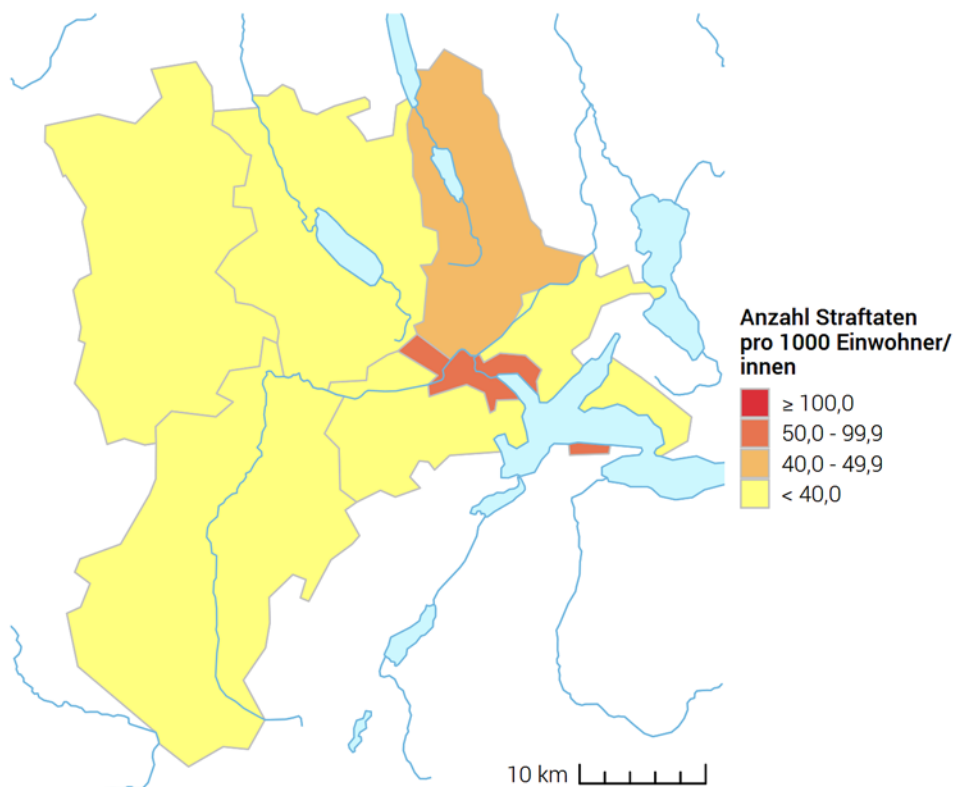 Anzahl Straftaten
pro 1000 Einwohner/
innen
≥ 100,0
50,0 - 99,9
40,0 - 49,9
< 40,0
10 km